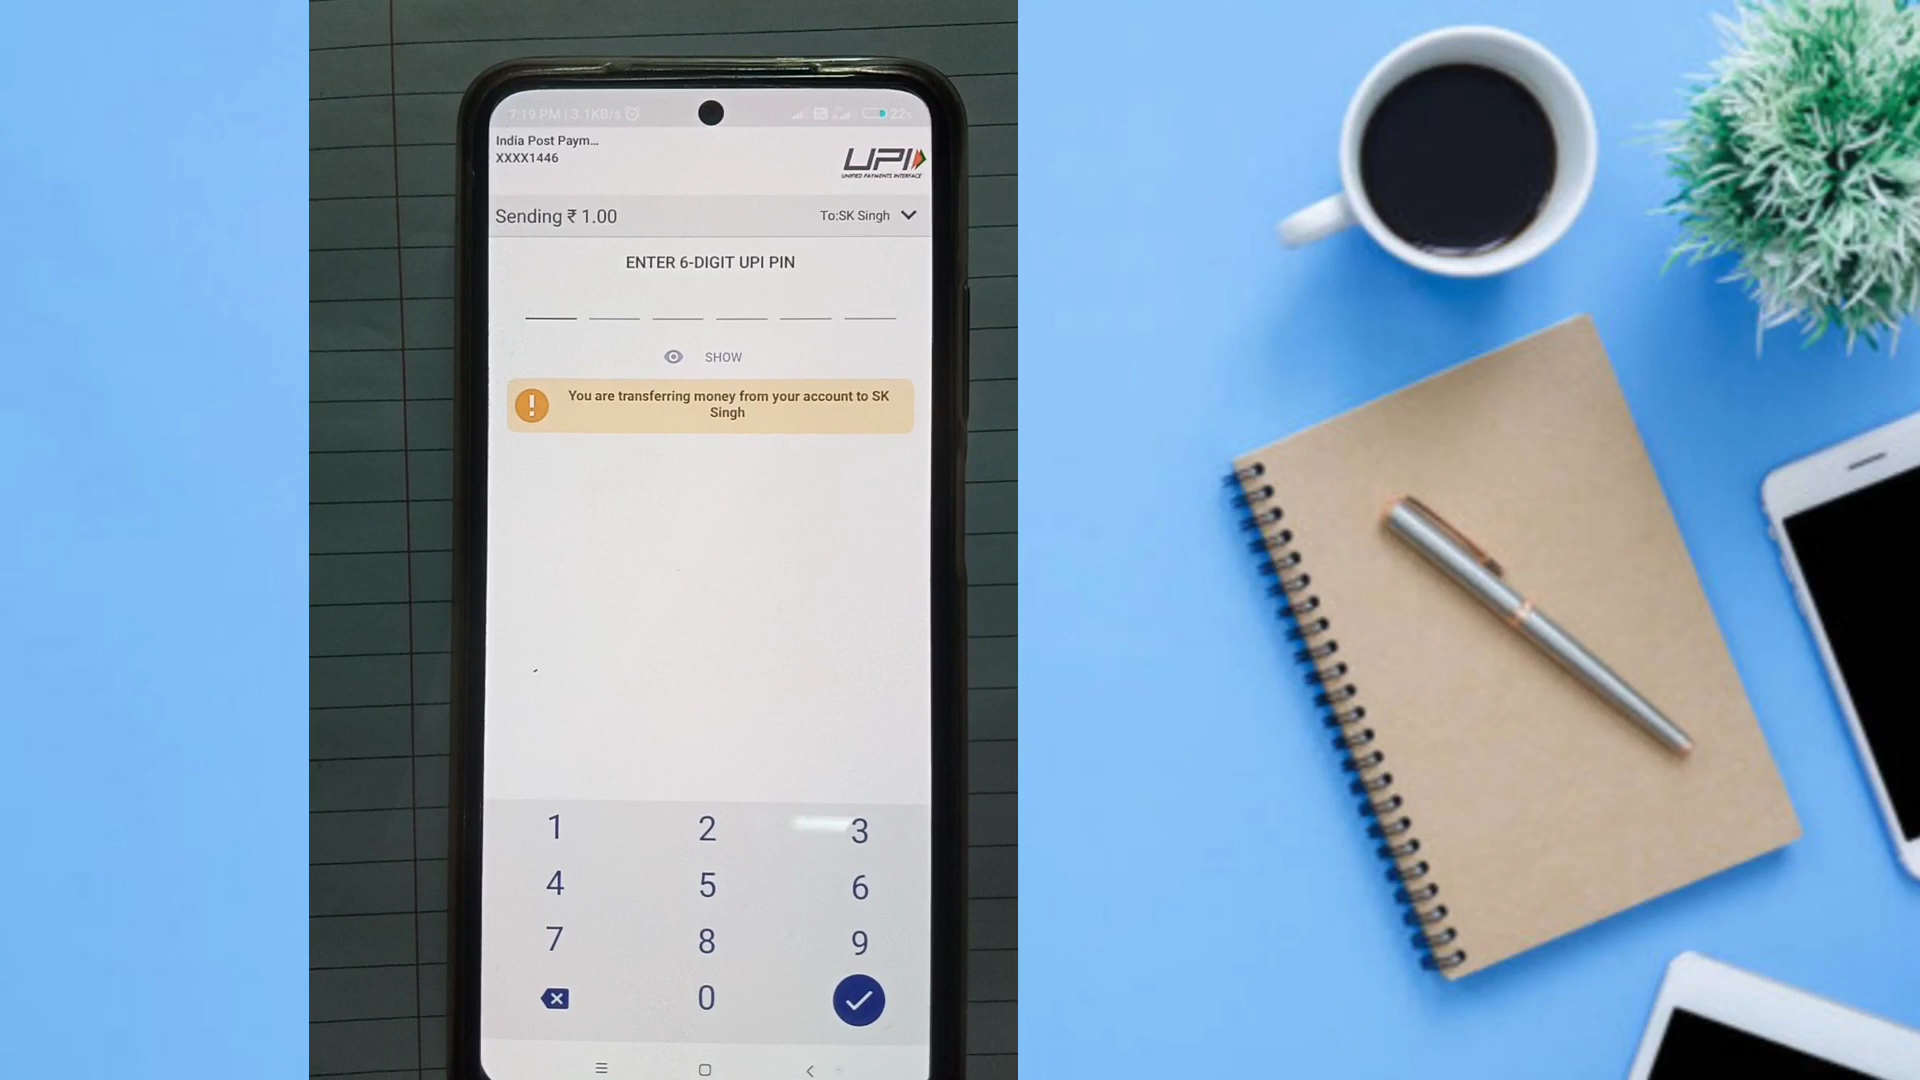 7:19 PM | 3.1KB/s
22%
India Post Paym...
XXXX1446
UPI
UNIFIED PAYMENTS INTERFACE
Sending ₹ 1.00
To:SK Singh
ENTER 6-DIGIT UPI PIN
SHOW
You are transferring money from your account to SK
Singh
1 2 3
4 5 6
7 8 9
0